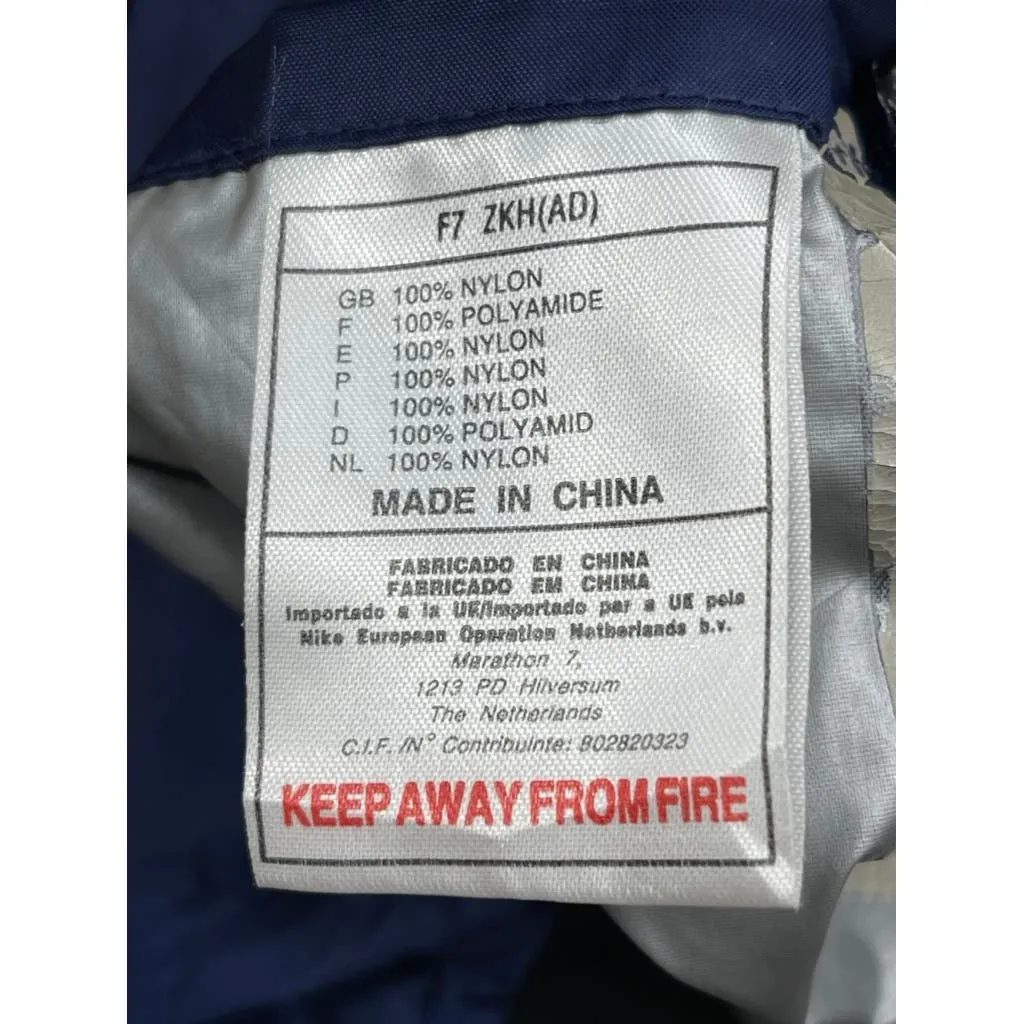 F7 ZKH(AD)
GB 100% NYLON
F 100% POLYAMIDE
E 100% NYLON
P 100% NYLON
I 100% NYLON
D 100% POLYAMID
NL 100% NYLON
MADE IN CHINA
FABRICADO EN CHINA
FABRICADO EM CHINA
Importado a la UE/Importado par a UE pela
Nike European Operation Netherlands b.v.
Marathon 7,
1213 PD Hilversum
The Netherlands
C.I.F. /N° Contribuinte: B02820323
KEEP AWAY FROM FIRE